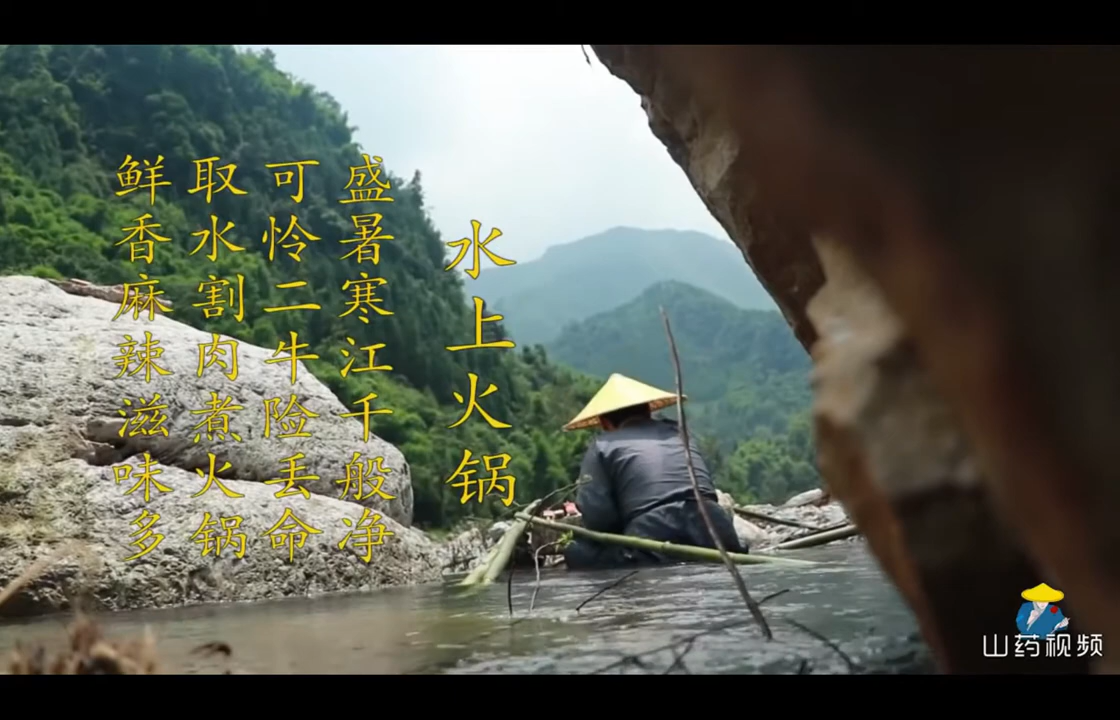 水上火锅
盛暑寒江千般净
可怜二牛险丢命
取水割肉煮火锅
鲜香麻辣滋味多
山药视频